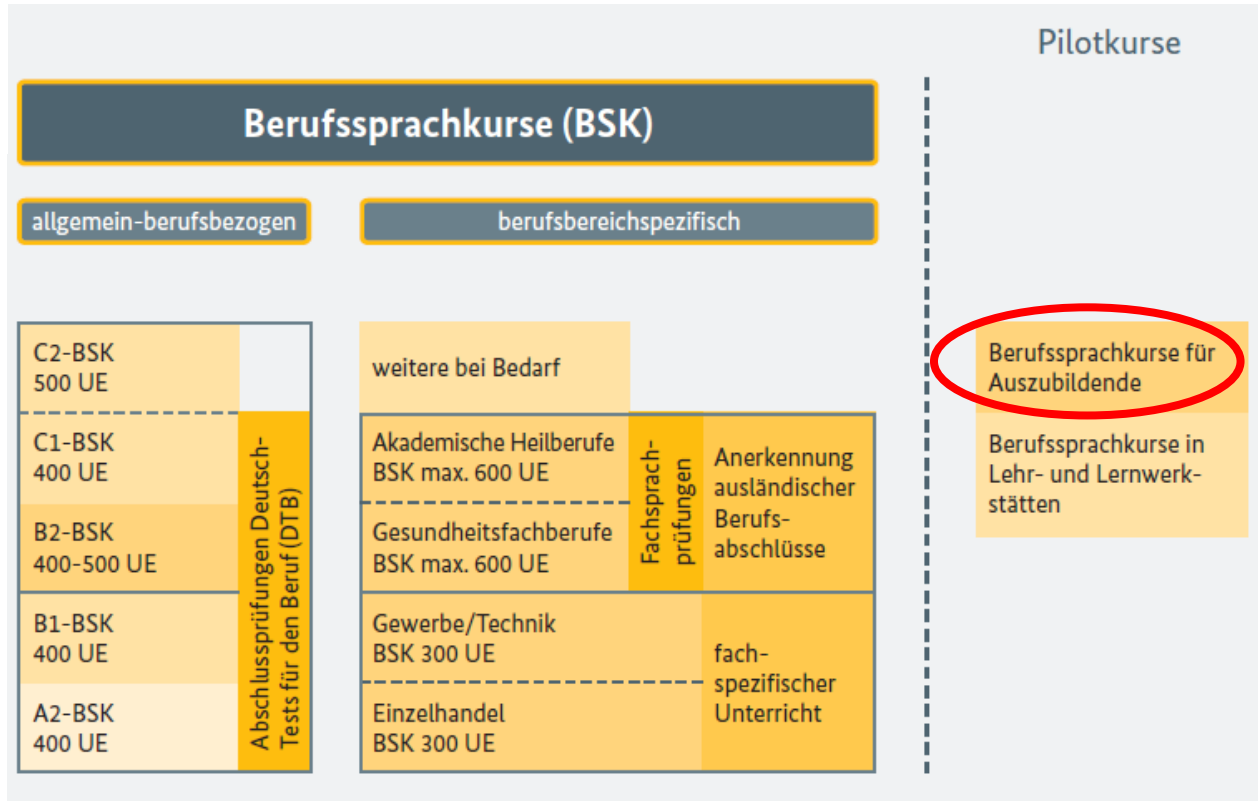 Pilotkurse
Berufssprachkurse (BSK)
allgemein-berufsbezogen
berufsbereichspezifisch
C2-BSK
500 UE
C1-BSK
400 UE
B2-BSK
400-500 UE
B1-BSK
400 UE
A2-BSK
400 UE
Abschlussprüfungen Deutsch-
Tests für den Beruf (DTB)
weitere bei Bedarf
Akademische Heilberufe
BSK max. 600 UE
Gesundheitsfachberufe
BSK max. 600 UE
Fachsprach-
prüfungen
Anerkennung
ausländischer
Berufs-
abschlüsse
Gewerbe/Technik
BSK 300 UE
Einzelhandel
BSK 300 UE
fach-
spezifischer
Unterricht
Berufssprachkurse für
Auszubildende
Berufssprachkurse in
Lehr- und Lernwerk-
stätten